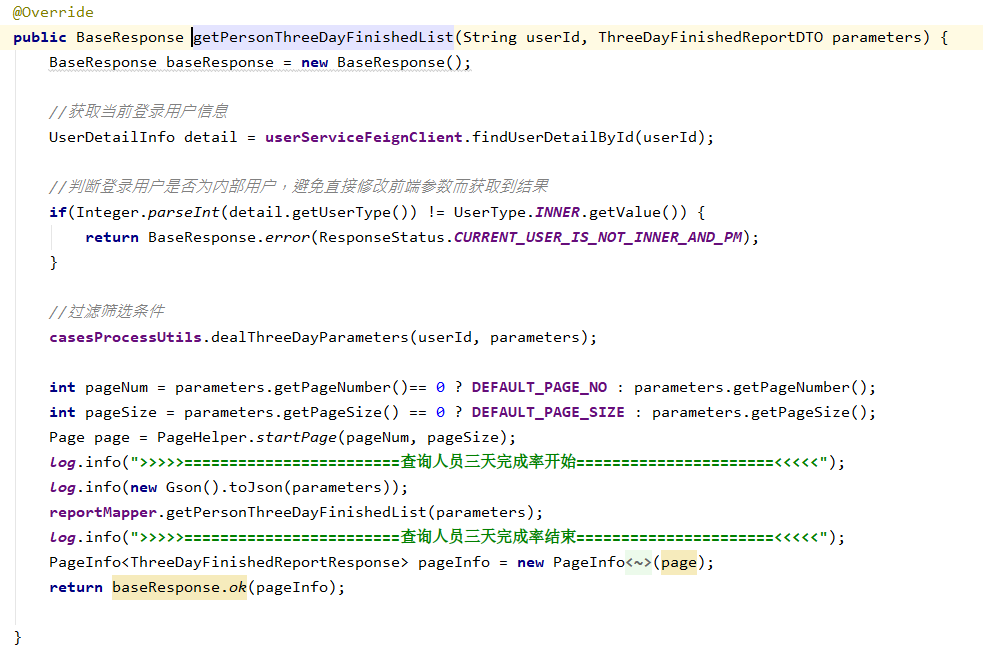 @Override
public BaseResponse getPersonThreeDayFinishedList(String userId, ThreeDayFinishedReportDTO parameters) {
BaseResponse baseResponse = new BaseResponse();
//获取当前登录用户信息
UserDetailInfo detail = userServiceFeignClient.findUserDetailById(userId);
//判断登录用户是否为内部用户，避免直接修改前端参数而获取到结果
if(Integer.parseInt(detail.getUserType()) != UserType.INNER.getValue()) {
return BaseResponse.error(ResponseStatus.CURRENT_USER_IS_NOT_INNER_AND_PM);
}
//过滤筛选条件
casesProcessUtils.dealThreeDayParameters(userId, parameters);
int pageNum = parameters.getPageNumber()== 0 ? DEFAULT_PAGE_NO : parameters.getPageNumber();
int pageSize = parameters.getPageSize() == 0 ? DEFAULT_PAGE_SIZE : parameters.getPageSize();
Page page = PageHelper.startPage(pageNum, pageSize);
log.info(">>>>>========================查询人员三天完成率开始======================<<<<<");
log.info(new Gson().toJson(parameters));
reportMapper.getPersonThreeDayFinishedList(parameters);
log.info(">>>>>========================查询人员三天完成率结束======================<<<<<");
PageInfo<ThreeDayFinishedReportResponse> pageInfo = new PageInfo<~>(page);
return baseResponse.ok(pageInfo);
}